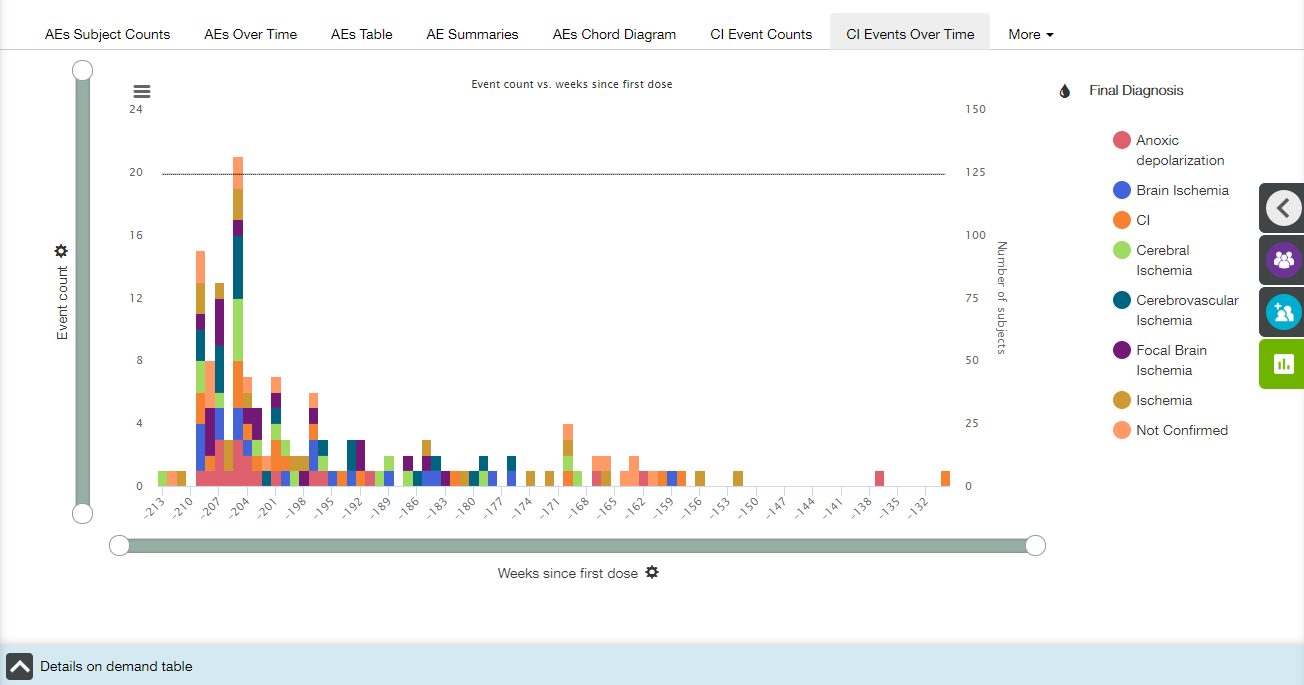 AEs Subject Counts AEs Over Time AEs Table AE Summaries AEs Chord Diagram CI Event Counts CI Events Over Time More
Event count vs. weeks since first dose
Event count
24
20
16
12
8
4
0
150
125
100
75
50
25
0
Number of subjects
-213 -210 -207 -204 -201 -198 -195 -192 -189 -186 -183 -180 -177 -174 -171 -168 -165 -162 -159 -156 -153 -150 -147 -144 -141 -138 -135 -132
Weeks since first dose
Final Diagnosis
Anoxic
depolarization
Brain Ischemia
CI
Cerebral
Ischemia
Cerebrovascular
Ischemia
Focal Brain
Ischemia
Ischemia
Not Confirmed
Details on demand table